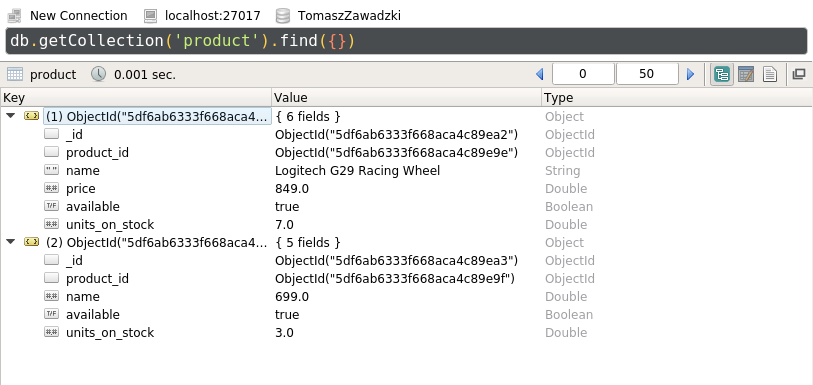 New Connection localhost:27017 TomaszZawadzki
db.getCollection('product').find({})
product 0.001 sec. 0 50
Key Value Type
(1) ObjectId("5df6ab6333f668aca4... { 6 fields } Object
_id ObjectId("5df6ab6333f668aca4c89ea2") ObjectId
product_id ObjectId("5df6ab6333f668aca4c89e9e") ObjectId
" " name Logitech G29 Racing Wheel String
#.# price 849.0 Double
T/F available true Boolean
#.# units_on_stock 7.0 Double
(2) ObjectId("5df6ab6333f668aca4... { 5 fields } Object
_id ObjectId("5df6ab6333f668aca4c89ea3") ObjectId
product_id ObjectId("5df6ab6333f668aca4c89e9f") ObjectId
#.# name 699.0 Double
T/F available true Boolean
#.# units_on_stock 3.0 Double